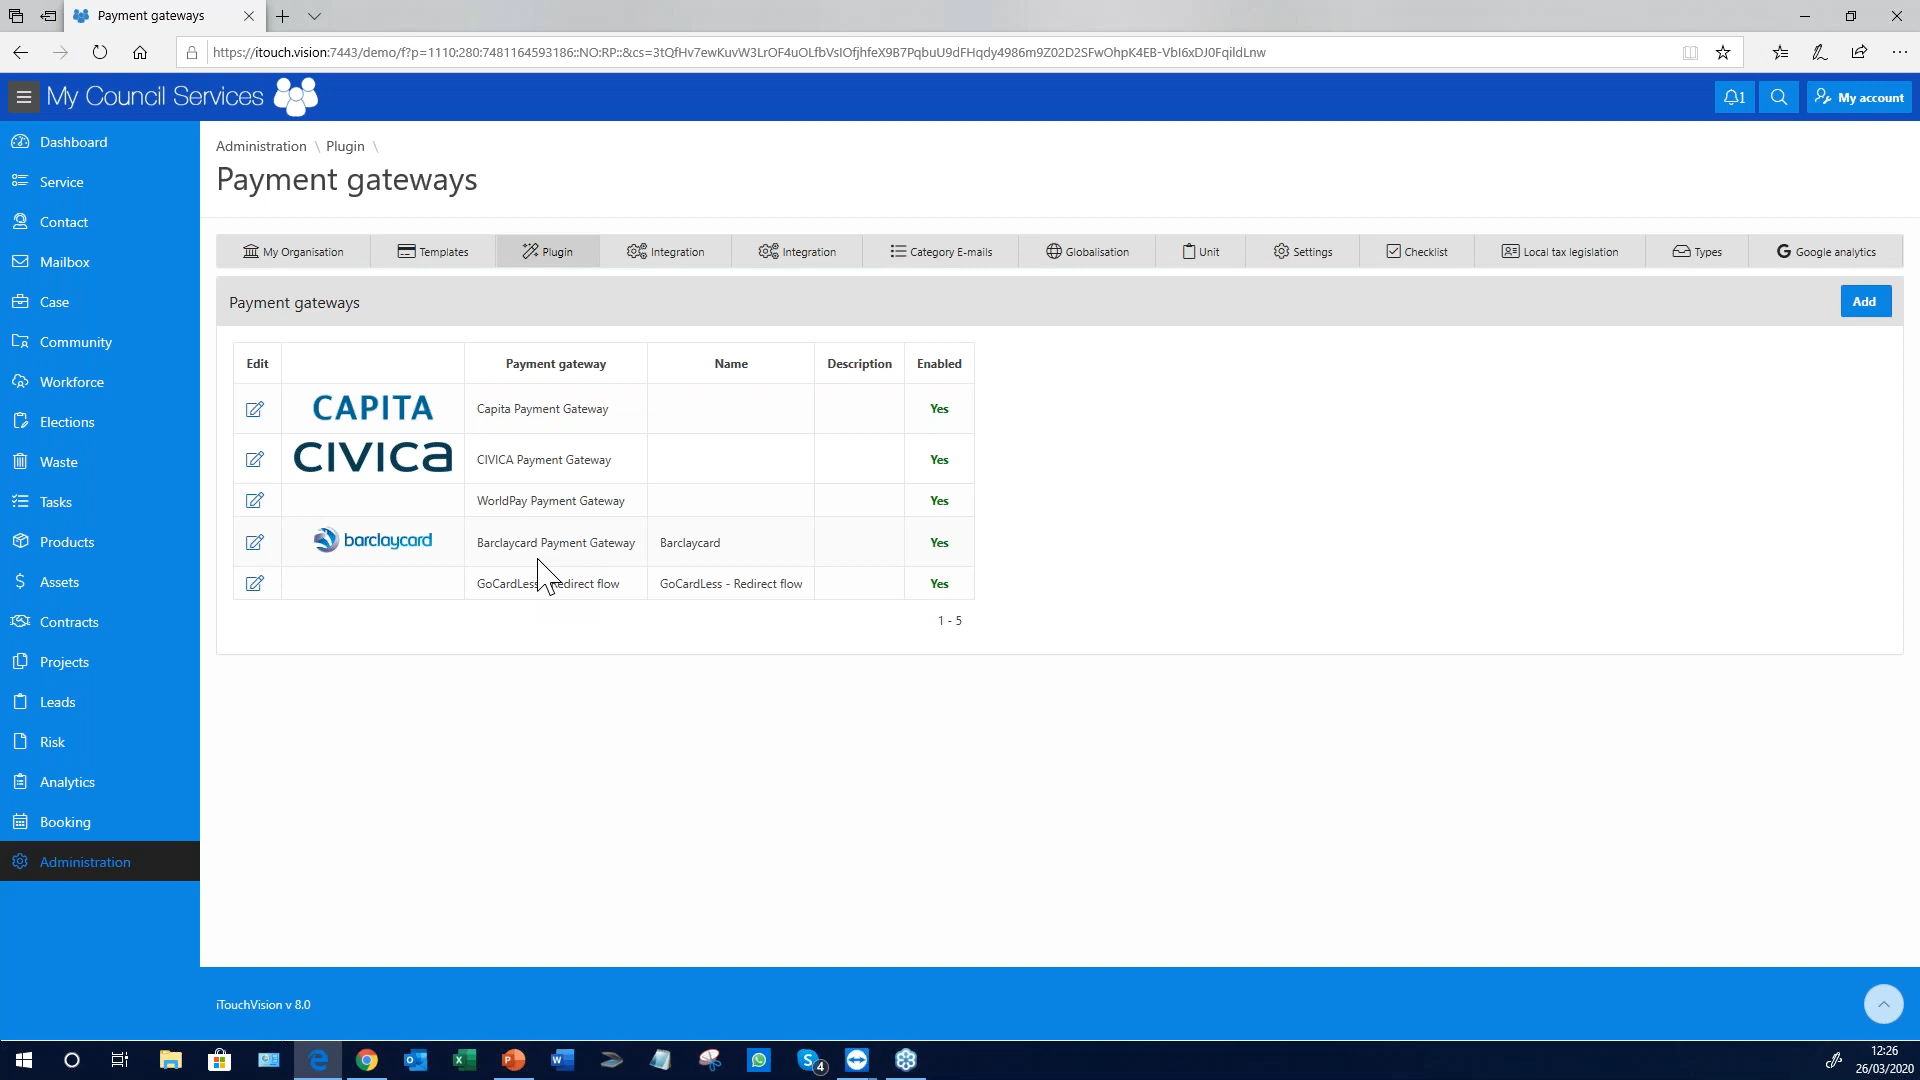 Payment gateways
https://itouch.vision:7443/demo/f?p=1110:280:7481164593186::NO:RP::&cs=3tQfHv7ewKuvW3LrOF4uOLfbVsIOfjhfeX9B7PqbuU9dFHqdy4986m9Z02D2SFwOhpK4EB-VbI6xDJ0FqildLnw
My Council Services
1
My account
Dashboard
Service
Contact
Mailbox
Case
Community
Workforce
Elections
Waste
Tasks
Products
Assets
Contracts
Projects
Leads
Risk
Analytics
Booking
Administration
Administration \ Plugin \
Payment gateways
My Organisation Templates Plugin Integration Integration Category E-mails Globalisation Unit Settings Checklist Local tax legislation Types Google analytics
Payment gateways Add
Edit Payment gateway Name Description Enabled
CAPITA Capita Payment Gateway Yes
CIVICA CIVICA Payment Gateway Yes
WorldPay Payment Gateway Yes
barclaycard Barclaycard Payment Gateway Barclaycard Yes
GoCardLess redirect flow GoCardLess - Redirect flow Yes
1 - 5
iTouchVision v 8.0
4
12:26
26/03/2020